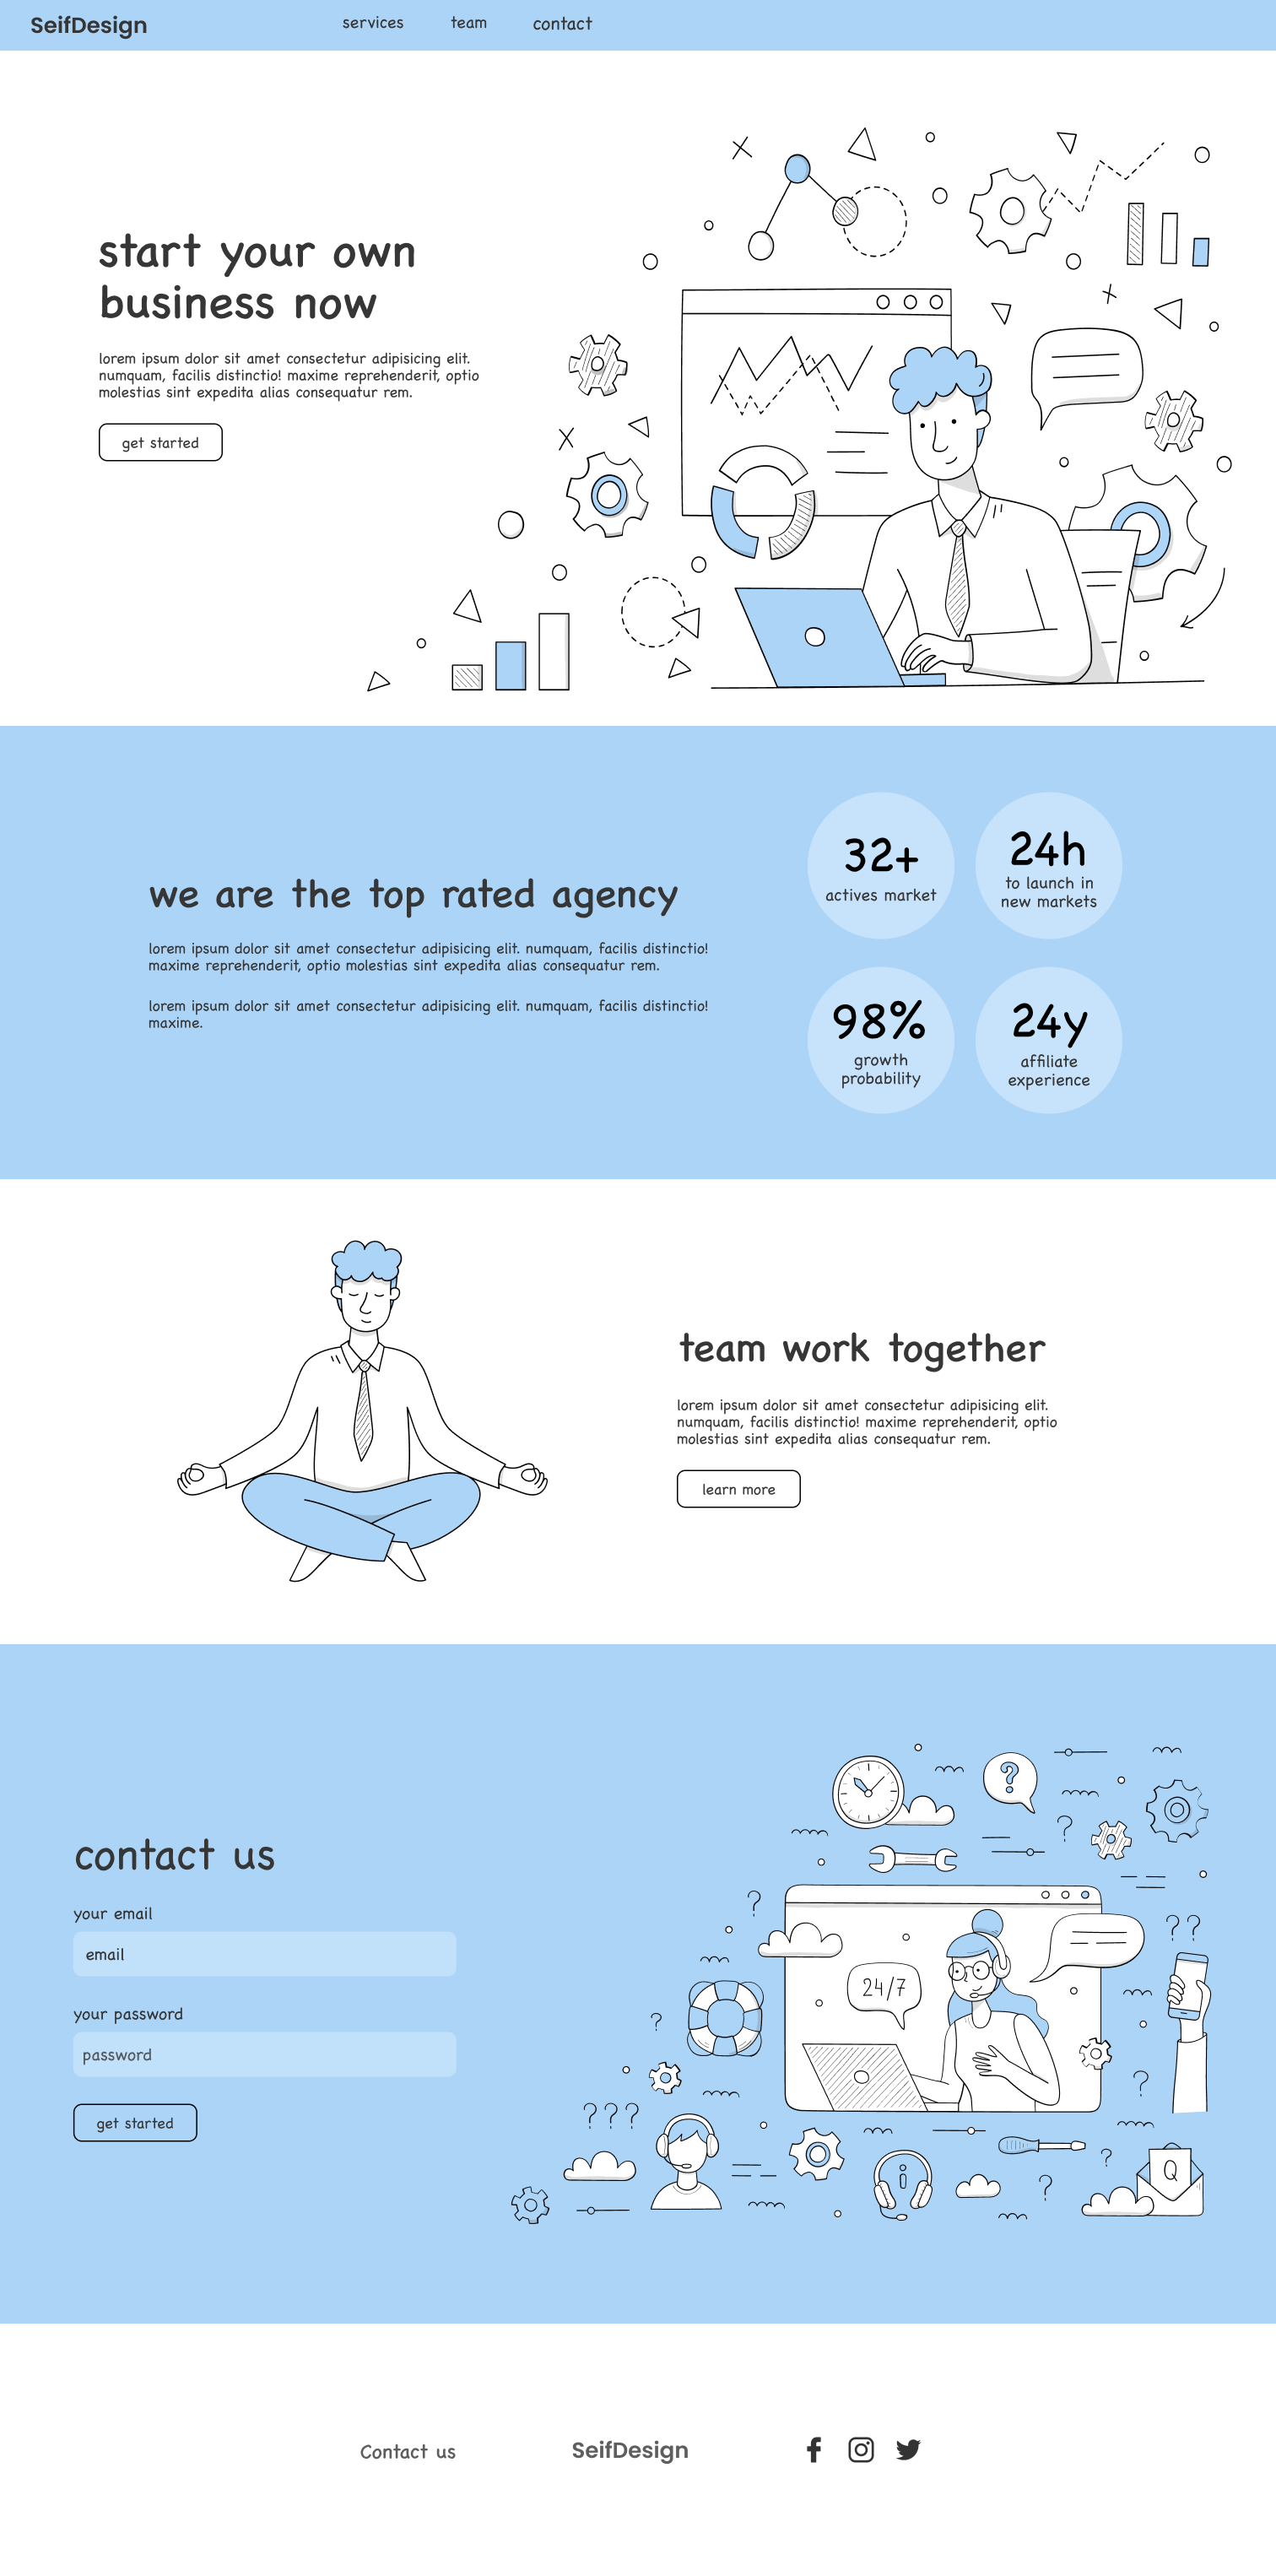 SeifDesign services team contact
start your own
business now
lorem ipsum dolor sit amet consectetur adipisicing elit.
numquam, facilis distinctio! maxime reprehenderit, optio
molestias sint expedita alias consequatur rem.
get started
we are the top rated agency
lorem ipsum dolor sit amet consectetur adipisicing elit. numquam, facilis distinctio!
maxime reprehenderit, optio molestias sint expedita alias consequatur rem.
lorem ipsum dolor sit amet consectetur adipisicing elit. numquam, facilis distinctio!
maxime.
32+
actives market
24h
to launch in
new markets
98%
growth
probability
24y
affiliate
experience
team work together
lorem ipsum dolor sit amet consectetur adipisicing elit.
numquam, facilis distinctio! maxime reprehenderit, optio
molestias sint expedita alias consequatur rem.
learn more
contact us
your email
email
your password
password
get started
?
?
?
? ?
24/7
?
?
? ? ?
?
?
i
Q
Contact us SeifDesign